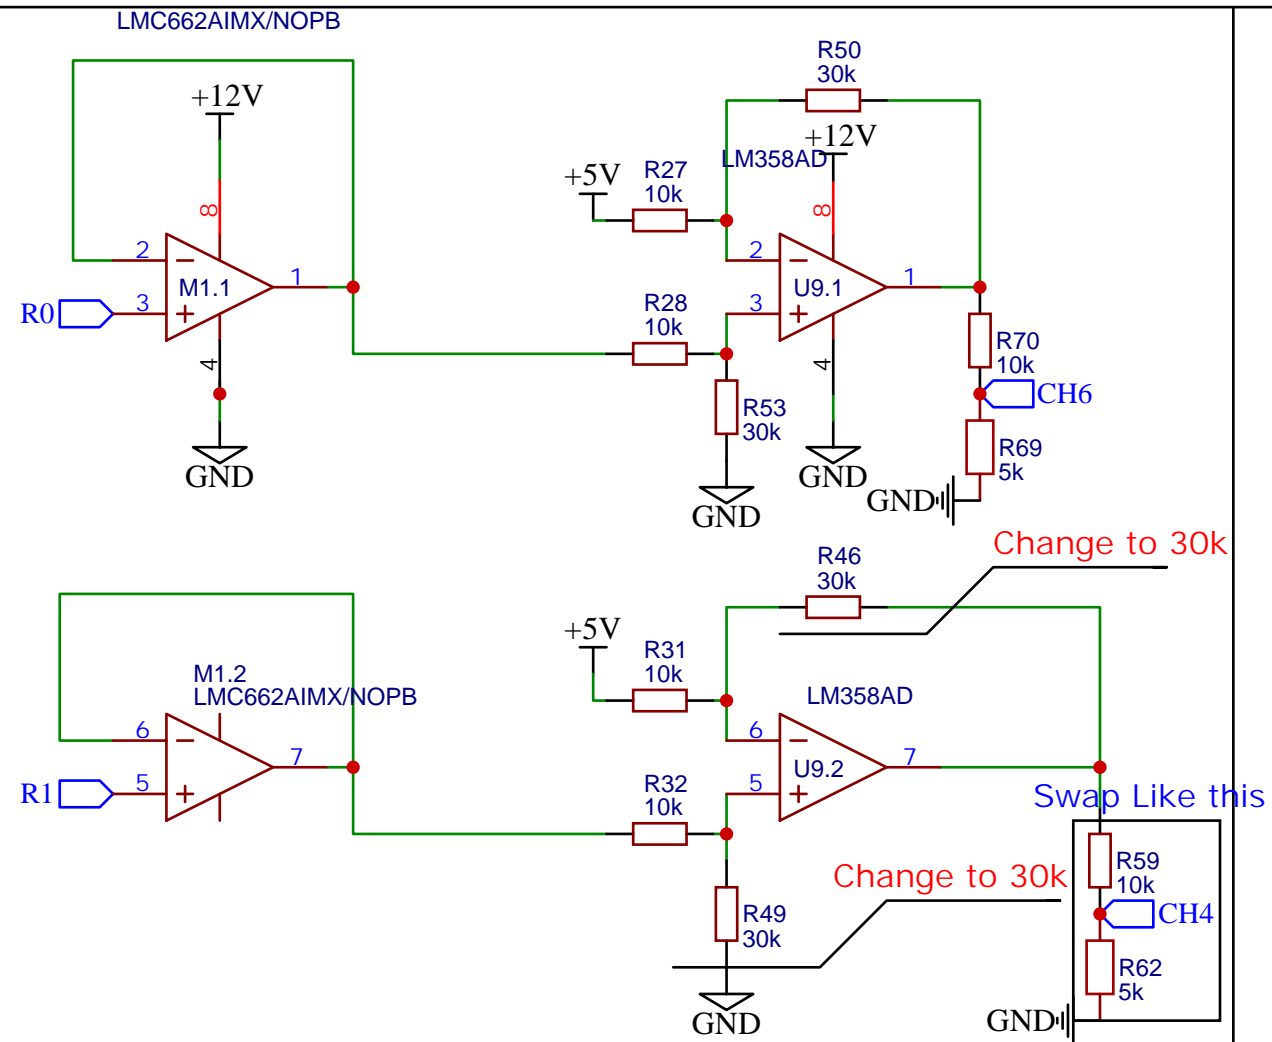 LMC662AIMX/NOPB
R50
30k
+12V
+12V
LM358AD
+5V
R27
10k
8
8
2
M1.1
1
R0
3
4
2
U9.1
1
3
4
R28
10k
R53
30k
R70
10k
CH6
R69
5k
GND
GND
GND
GND
Change to 30k
R46
30k
+5V
R31
10k
M1.2
LMC662AIMX/NOPB
LM358AD
6
7
R1
5
6
U9.2
7
5
R32
10k
Swap Like this
R59
10k
CH4
Change to 30k
R49
30k
R62
5k
GND
GND